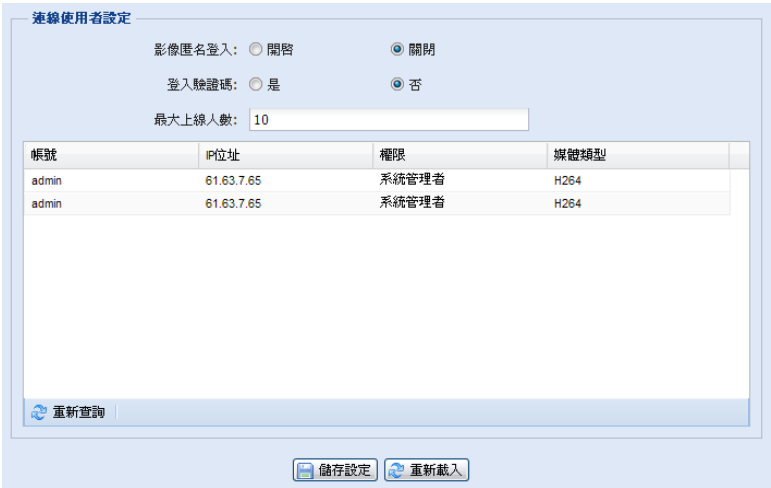 連線使用者設定
影像匿名登入: 開啓 關閉
登入驗證碼: 是 否
最大上線人數: 10
帳號 IP位址 權限 媒體類型
admin 61.63.7.65 系統管理者 H264
admin 61.63.7.65 系統管理者 H264
重新查詢
儲存設定 重新載入